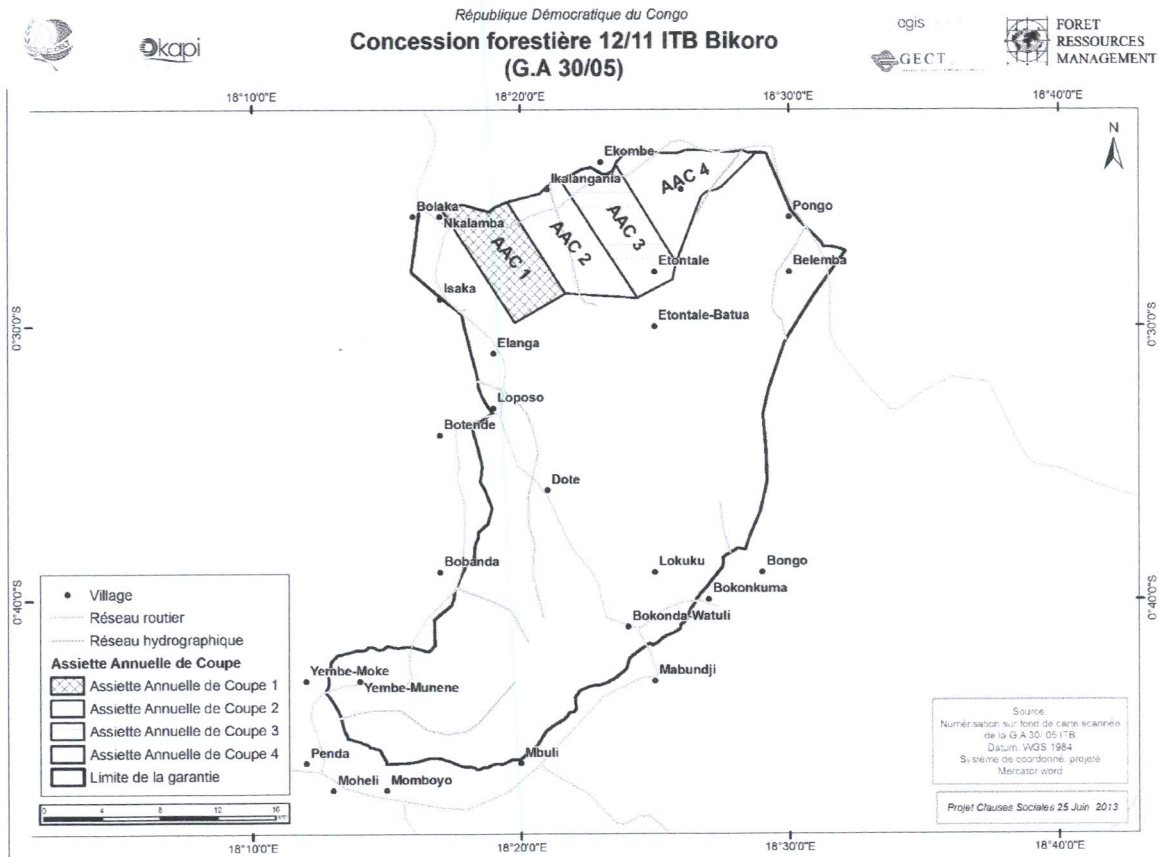 République Démocratique du Congo
Concession forestière 12/11 ITB Bikoro
(G.A 30/05)
Okapi
egis
GECT
FORET
RESSOURCES
MANAGEMENT
18°10'0"E 18°20'0"E 18°30'0"E 18°40'0"E
N
Ekombe
Ikalangania
AAC 4
Bolaka
Nkalamba
Pongo
AAC 1
AAC 2
AAC 3
Etontale
Belemba
Isaka
0°30'0"S
0°30'0"S
Etontale-Batua
Elanga
Loposo
Botende
Dote
Bobanda
Lokuku
Bongo
Bokonkuma
0°40'0"S
0°40'0"S
Bokonda-Watuli
Mabundji
Yembe-Moke
Yembe-Munene
Penda
Mbuli
Moheli
Momboyo
Village
Réseau routier
Réseau hydrographique
Assiette Annuelle de Coupe
Assiette Annuelle de Coupe 1
Assiette Annuelle de Coupe 2
Assiette Annuelle de Coupe 3
Assiette Annuelle de Coupe 4
Limite de la garantie
0 4 8 12 16
km
Source:
Numérisation sur fond de carte scannée
de la G.A 30/ 05 ITB
Datum. WGS 1984
Système de coordonné. projeté
Mercator word
Projet Clauses Sociales 25 Juin 2013
18°10'0"E 18°20'0"E 18°30'0"E 18°40'0"E